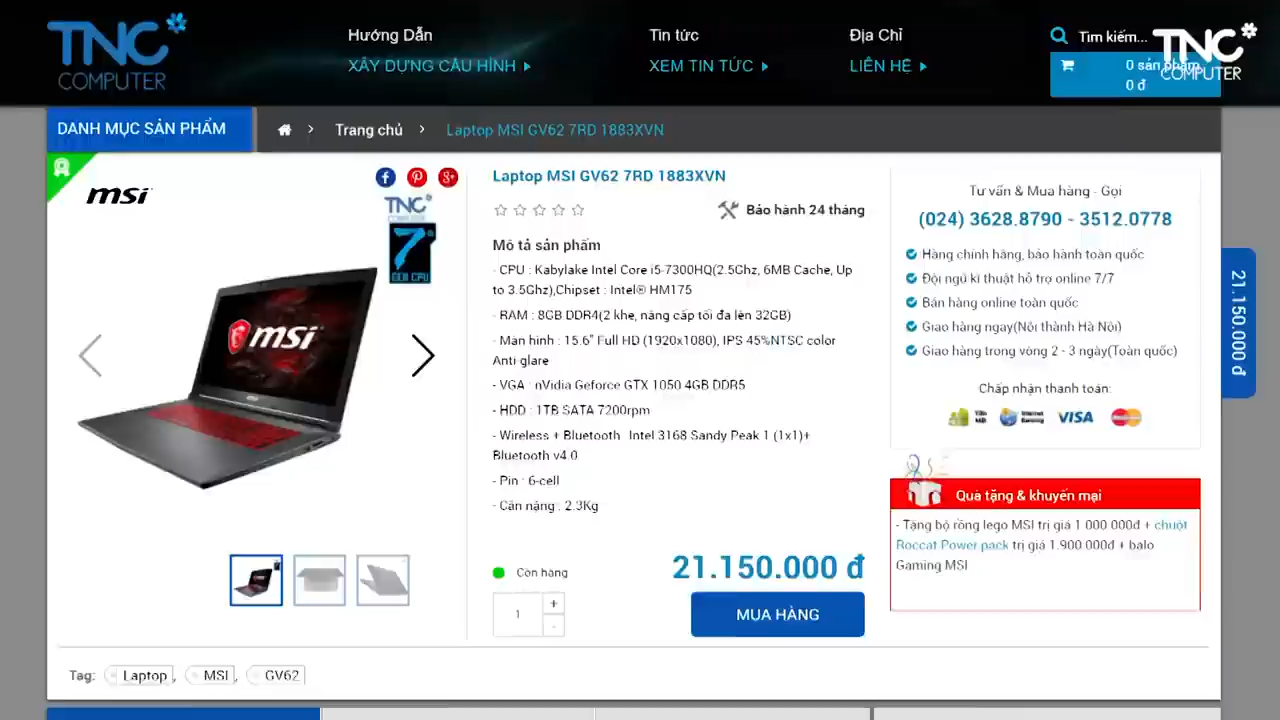 TNC
COMPUTER
Hướng Dẫn
XÂY DỰNG CẤU HÌNH
Tin tức
XEM TIN TỨC
Địa Chỉ
LIÊN HỆ
Tìm kiếm...
0 sản phẩm
0 đ
TNC
COMPUTER
DANH MỤC SẢN PHẨM
Trang chủ
Laptop MSI GV62 7RD 1883XVN
msi
TNC
7
msi
Laptop MSI GV62 7RD 1883XVN
Bảo hành 24 tháng
Mô tả sản phẩm
- CPU : Kabylake Intel Core i5-7300HQ(2.5Ghz, 6MB Cache, Up
to 3.5Ghz),Chipset : Intel® HM175
- RAM : 8GB DDR4(2 khe, nâng cấp tối đa lên 32GB)
- Màn hình : 15.6" Full HD (1920x1080), IPS 45%NTSC color
Anti-glare
- VGA : nVidia Geforce GTX 1050 4GB DDR5
- HDD : 1TB SATA 7200rpm
- Wireless + Bluetooth : Intel 3168 Sandy Peak 1 (1x1)+
Bluetooth v4.0
- Pin : 6-cell
- Cân nặng : 2.3Kg
Còn hàng
21.150.000 đ
1
+
-
MUA HÀNG
Tư vấn & Mua hàng - Gọi
(024) 3628.8790 - 3512.0778
Hàng chính hãng, bảo hành toàn quốc
Đội ngũ kĩ thuật hỗ trợ online 7/7
Bán hàng online toàn quốc
Giao hàng ngay(Nội thành Hà Nội)
Giao hàng trong vòng 2 - 3 ngày(Toàn quốc)
Chấp nhận thanh toán:
VISA
21.150.000 đ
Quà tặng & khuyến mại
- Tặng bộ rồng lego MSI trị giá 1.000.000đ + chuột
Roccat Power pack trị giá 1.900.000đ + balo
Gaming MSI
Tag:
Laptop,
MSI,
GV62